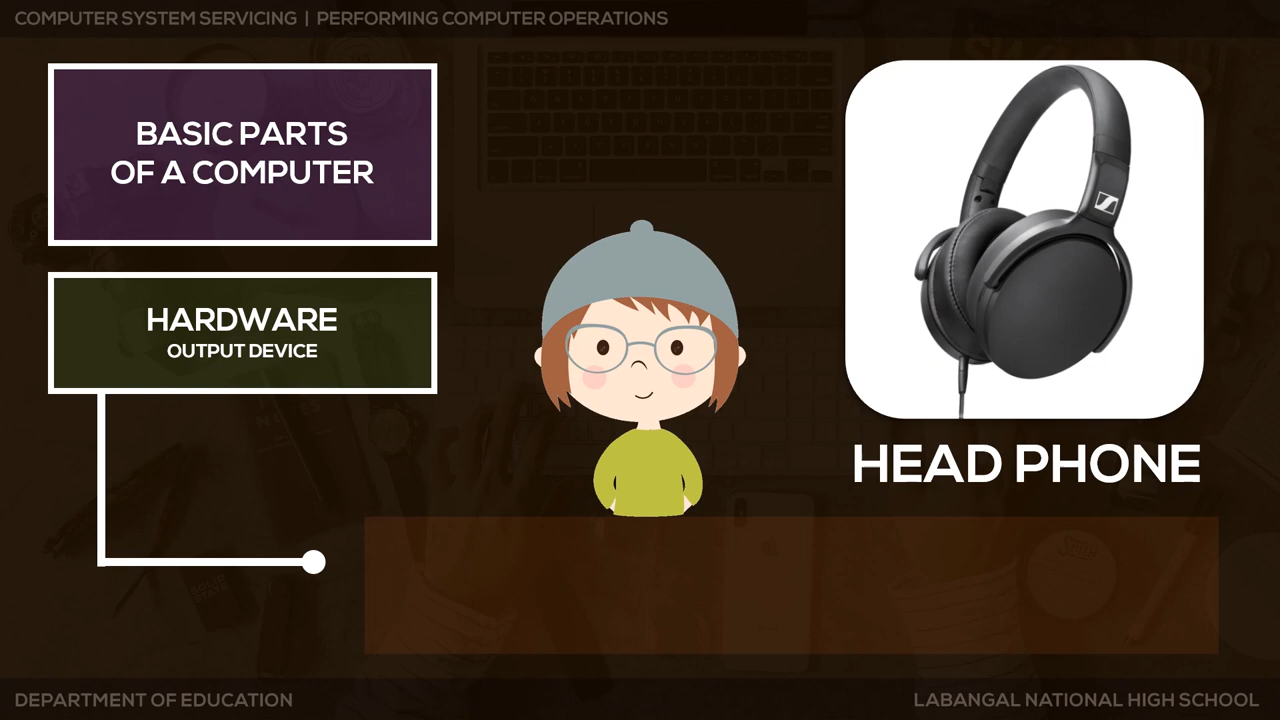 COMPUTER SYSTEM SERVICING | PERFORMING COMPUTER OPERATIONS
BASIC PARTS
OF A COMPUTER
HARDWARE
OUTPUT DEVICE
HEAD PHONE
DEPARTMENT OF EDUCATION
LABANGAL NATIONAL HIGH SCHOOL